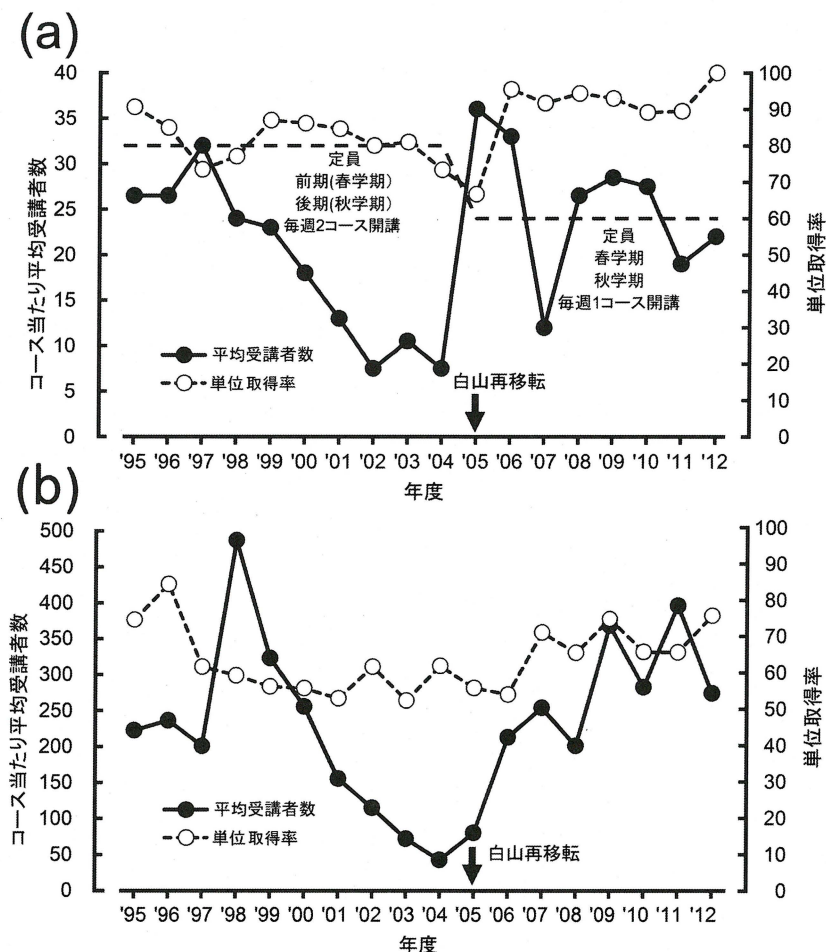 (a)
40
35
30
25
20
15
10
5
0
コース当たり平均受講者数
100
90
80
70
60
50
40
30
20
10
0
単位取得率
定員
前期(春学期)
後期(秋学期)
毎週2コース開講
定員
春学期
秋学期
毎週1コース開講
平均受講者数
単位取得率
白山再移転
'95 '96 '97 '98 '99 '00 '01 '02 '03 '04 '05 '06 '07 '08 '09 '10 '11 '12
年度
(b)
500
450
400
350
300
250
200
150
100
50
0
コース当たり平均受講者数
100
90
80
70
60
50
40
30
20
10
0
単位取得率
平均受講者数
単位取得率
白山再移転
'95 '96 '97 '98 '99 '00 '01 '02 '03 '04 '05 '06 '07 '08 '09 '10 '11 '12
年度